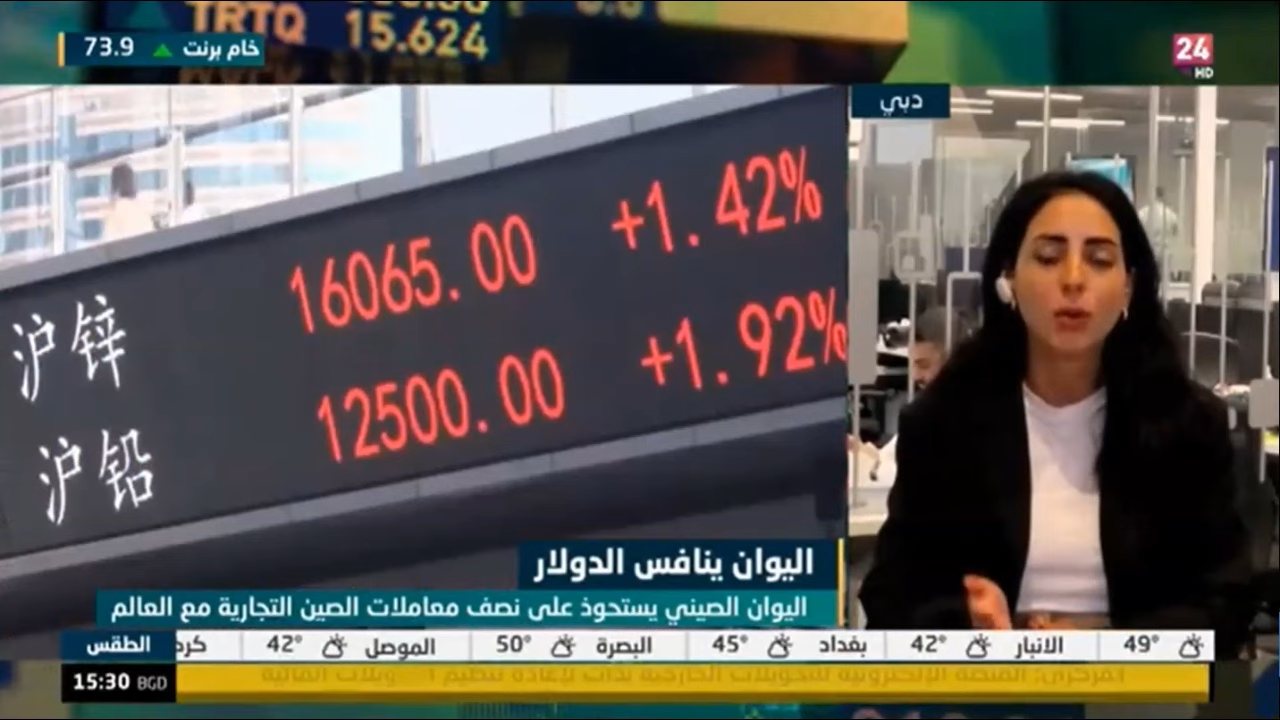 TRTQ
15.624
خام برنت 73.9
24
HD
دبي
沪锌 16065.00 +1.42%
沪铅 12500.00 +1.92%
اليوان ينافس الدولار
اليوان الصيني يستحوذ على نصف معاملات الصين التجارية مع العالم
49° الانبار 42° بغداد 45° البصرة 50° الموصل 42° كرد الطقس
15:30 BGD